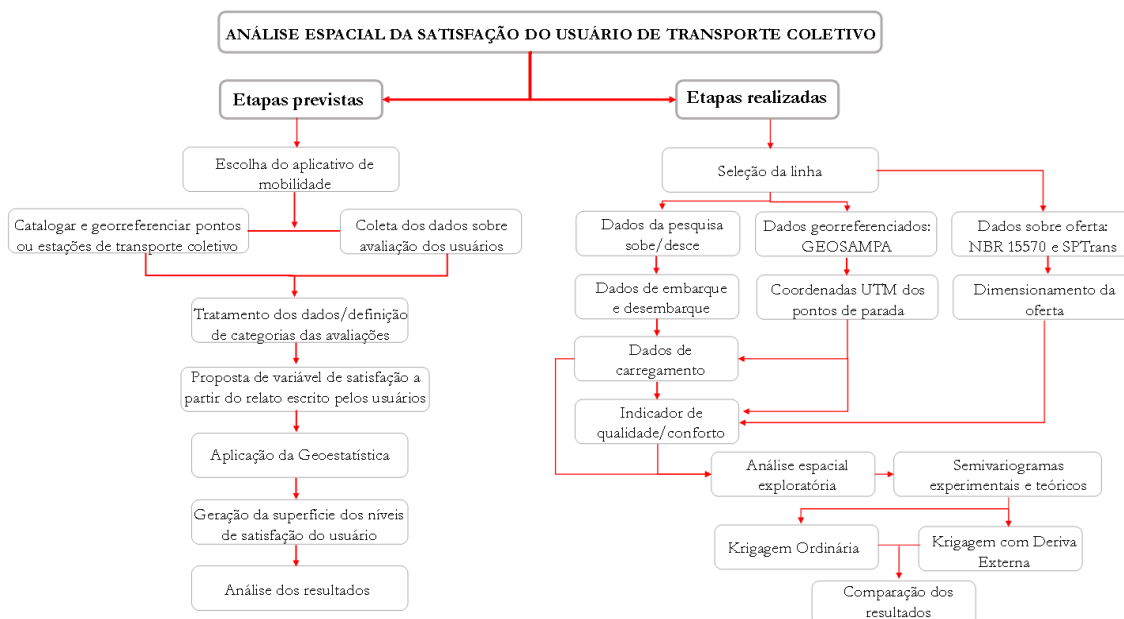 ANÁLISE ESPACIAL DA SATISFAÇÃO DO USUÁRIO DE TRANSPORTE COLETIVO
Etapas previstas
Escolha do aplicativo de
mobilidade
Catalogar e georreferenciar pontos
ou estações de transporte coletivo
Coleta dos dados sobre
avaliação dos usuários
Tratamento dos dados/definição
de categorias das avaliações
Proposta de variável de satisfação a
partir do relato escrito pelos usuários
Aplicação da Geoestatística
Geração da superfície dos níveis
de satisfação do usuário
Análise dos resultados
Etapas realizadas
Seleção da linha
Dados da pesquisa
sobe/desce
Dados georreferenciados:
GEOSAMPA
Dados sobre oferta:
NBR 15570 e SPTrans
Dados de embarque
e desembarque
Coordenadas UTM dos
pontos de parada
Dimensionamento da
oferta
Dados de
carregamento
Indicador de
qualidade/conforto
Análise espacial
exploratória
Semivariogramas
experimentais e teóricos
Krigagem Ordinária
Krigagem com Deriva
Externa
Comparação dos
resultados